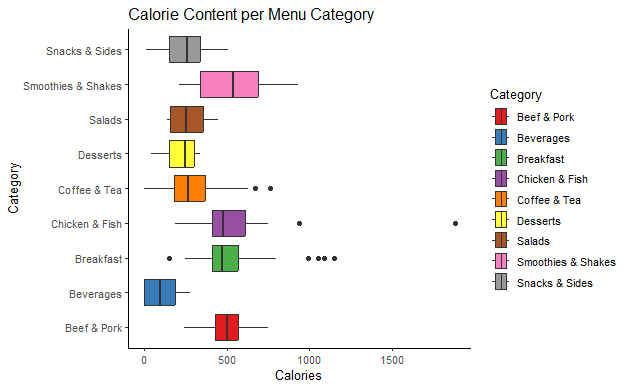 Calorie Content per Menu Category
Category
Snacks & Sides
Smoothies & Shakes
Salads
Desserts
Coffee & Tea
Chicken & Fish
Breakfast
Beverages
Beef & Pork
0 500 1000 1500
Calories
Category
Beef & Pork
Beverages
Breakfast
Chicken & Fish
Coffee & Tea
Desserts
Salads
Smoothies & Shakes
Snacks & Sides